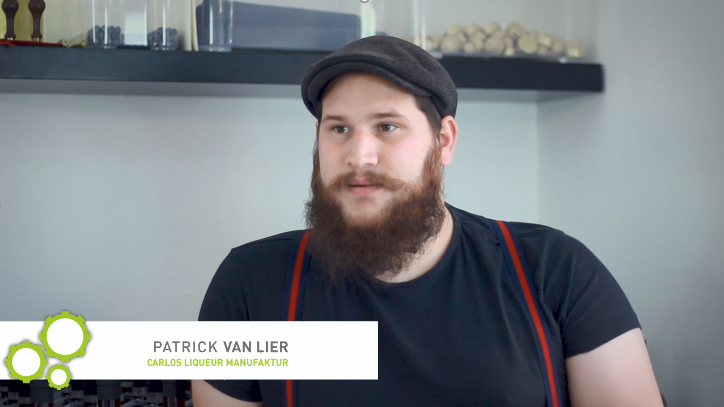 PATRICK VAN LIER
CARLOS LIQUEUR MANUFAKTUR